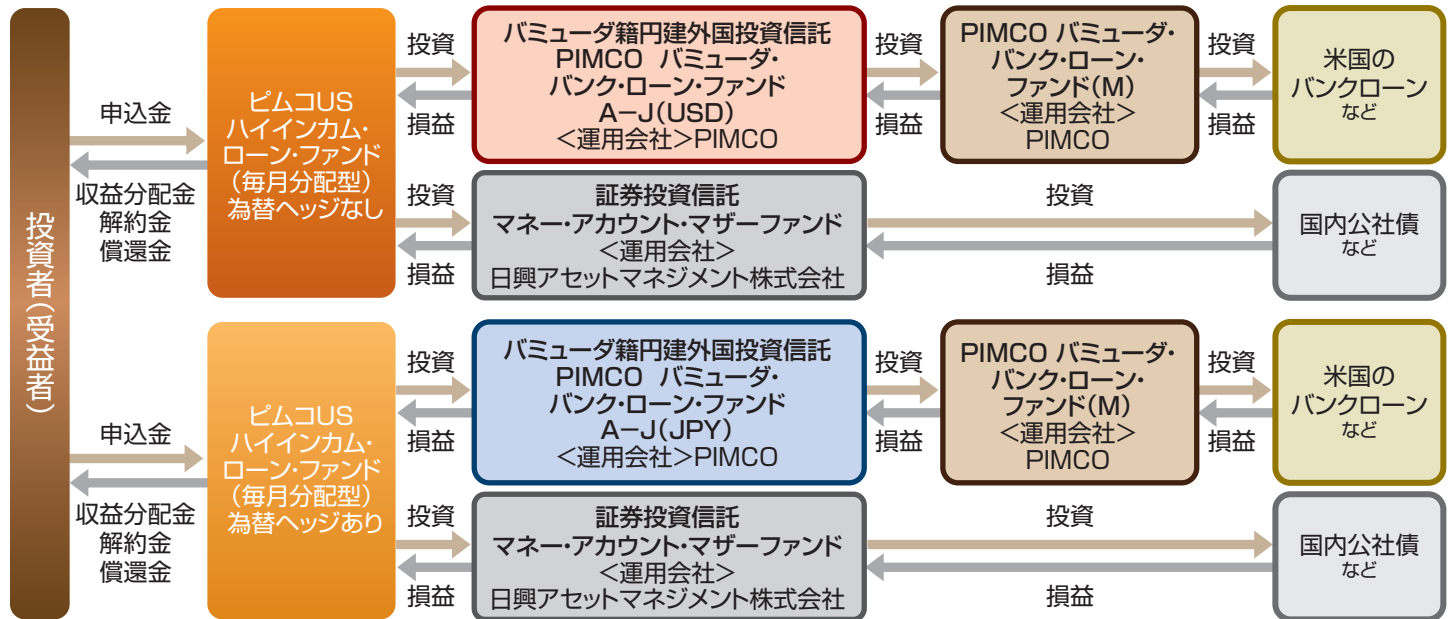 投資者(受益者)
申込金
収益分配金
解約金
償還金
ピムコUS
ハイインカム・
ローン・ファンド
(毎月分配型)
為替ヘッジなし
投資
損益
バミューダ籍円建外国投資信託
PIMCO バミューダ・
バンク・ローン・ファンド
A－J(USD)
<運用会社>PIMCO
投資
損益
PIMCO バミューダ・
バンク・ローン・
ファンド(M)
<運用会社>
PIMCO
投資
損益
米国の
バンクローン
など
投資
損益
証券投資信託
マネー・アカウント・マザーファンド
<運用会社>
日興アセットマネジメント株式会社
投資
損益
国内公社債
など
申込金
収益分配金
解約金
償還金
ピムコUS
ハイインカム・
ローン・ファンド
(毎月分配型)
為替ヘッジあり
投資
損益
バミューダ籍円建外国投資信託
PIMCO バミューダ・
バンク・ローン・ファンド
A－J(JPY)
<運用会社>PIMCO
投資
損益
PIMCO バミューダ・
バンク・ローン・
ファンド(M)
<運用会社>
PIMCO
投資
損益
米国の
バンクローン
など
投資
損益
証券投資信託
マネー・アカウント・マザーファンド
<運用会社>
日興アセットマネジメント株式会社
投資
損益
国内公社債
など